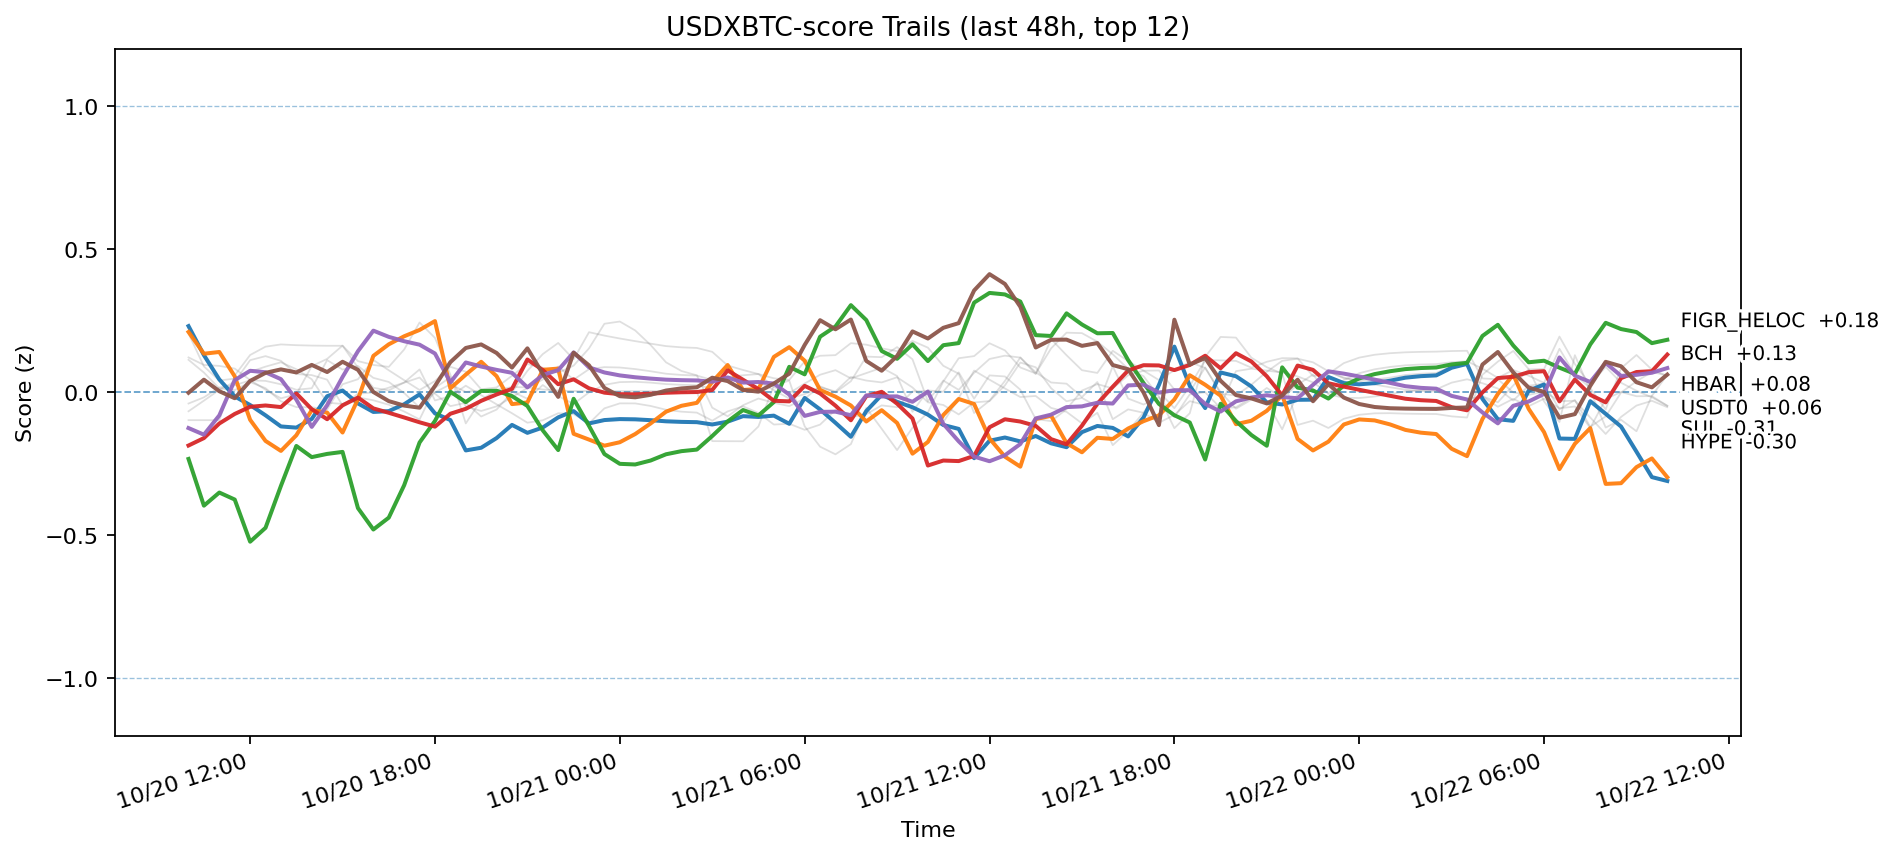 USDXBTC-score Trails (last 48h, top 12)
Score (z)
1.0
0.5
0.0
−0.5
−1.0
FIGR_HELOC +0.18
BCH +0.13
HBAR +0.08
USDT0 +0.06
-0.31
HYPE -0.30
10/20 12:00
10/20 18:00
10/21 00:00
10/21 06:00
10/21 12:00
10/21 18:00
10/22 00:00
10/22 06:00
10/22 12:00
Time